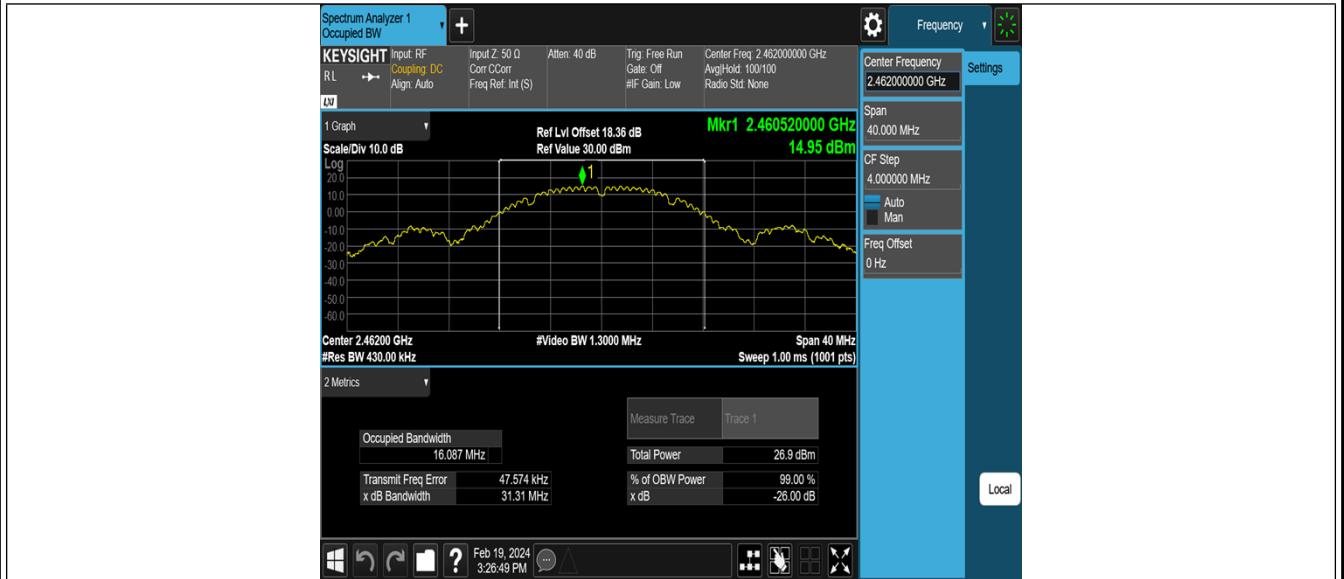 Spectrum Analyzer 1
Occupied BW
+
Frequency
KEYSIGHT
RL
LXI
Input: RF
Coupling: DC
Align: Auto
Input Z: 50 Ω
Corr CCorr
Freq Ref: Int (S)
Atten: 40 dB
Trig: Free Run
Gate: Off
#IF Gain: Low
Center Freq: 2.462000000 GHz
Avg|Hold: 100/100
Radio Std: None
Center Frequency
2.462000000 GHz
Settings
Span
40.000 MHz
CF Step
4.000000 MHz
Auto
Man
Freq Offset
0 Hz
1 Graph
Scale/Div 10.0 dB
Ref Lvl Offset 18.36 dB
Ref Value 30.00 dBm
Mkr1 2.460520000 GHz
14.95 dBm
Log
1
20.0
10.0
0.00
-10.0
-20.0
-30.0
-40.0
-50.0
-60.0
Center 2.46200 GHz
#Video BW 1.3000 MHz
Span 40 MHz
#Res BW 430.00 kHz
Sweep 1.00 ms (1001 pts)
2 Metrics
Measure Trace
Trace 1
Occupied Bandwidth
16.087 MHz
Total Power
26.9 dBm
Transmit Freq Error
47.574 kHz
% of OBW Power
99.00 %
x dB Bandwidth
31.31 MHz
x dB
-26.00 dB
Local
?
Feb 19, 2024
3:26:49 PM